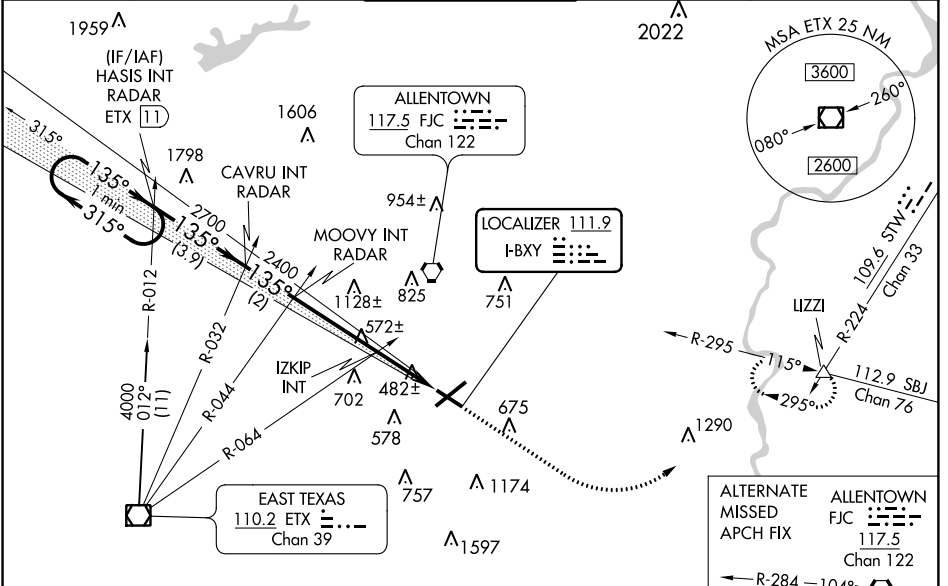 1959
2022
(IF/IAF)
HASIS INT
RADAR
ETX 11
MSA ETX 25 NM
3600
260°
080°
2600
1606
ALLENTOWN
117.5 FJC
Chan 122
315°
1798
CAVRU INT
RADAR
135°
1 min
315°
2700
135°
(3.9)
954±
MOOVY INT
RADAR
LOCALIZER 111.9
I-BXY
2400
135°
(2)
109.6 STW
Chan 33
R-224
1128±
825
751
LIZZI
R-012
R-032
572±
R-295
115°
295°
112.9 SBJ
Chan 76
IZKIP
INT
482±
702
R-044
4000
012°
(11)
R-064
578
675
1290
757
1174
EAST TEXAS
110.2 ETX
Chan 39
1597
ALTERNATE
MISSED
APCH FIX
ALLENTOWN
FJC
117.5
Chan 122
R-284
104°